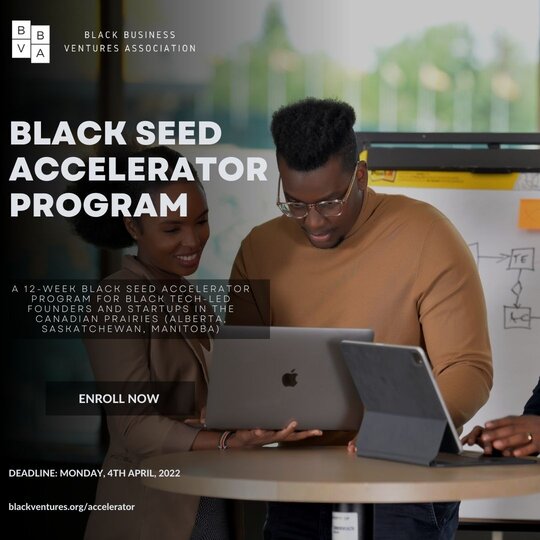 B
B
V
A
BLACK BUSINESS
VENTURES ASSOCIATION
BLACK SEED
ACCELERATOR
PROGRAM
A 12-WEEK BLACK SEED ACCELERATOR
PROGRAM FOR BLACK TECH-LED
FOUNDERS AND STARTUPS IN THE
CANADIAN PRAIRIES (ALBERTA,
SASKATCHEWAN, MANITOBA)
ENROLL NOW
DEADLINE: MONDAY, 4TH APRIL, 2022
blackventures.org/accelerator